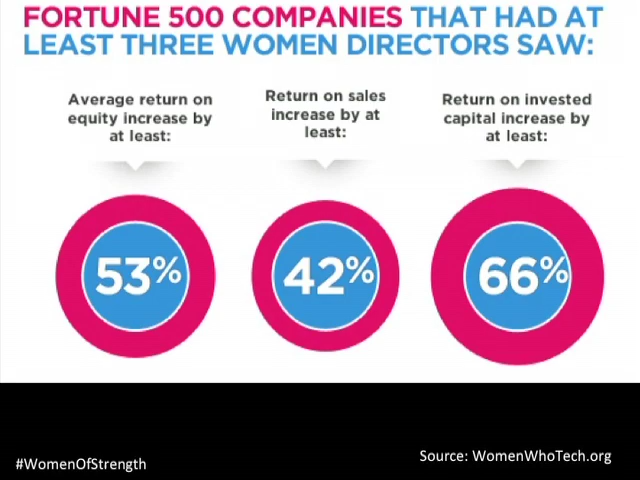 FORTUNE 500 COMPANIES THAT HAD AT
LEAST THREE WOMEN DIRECTORS SAW:
Average return on
equity increase by
at least:
53%
Return on sales
increase by at
least:
42%
Return on invested
capital increase by
at least:
66%
#WomenOfStrength
Source: WomenWhoTech.org